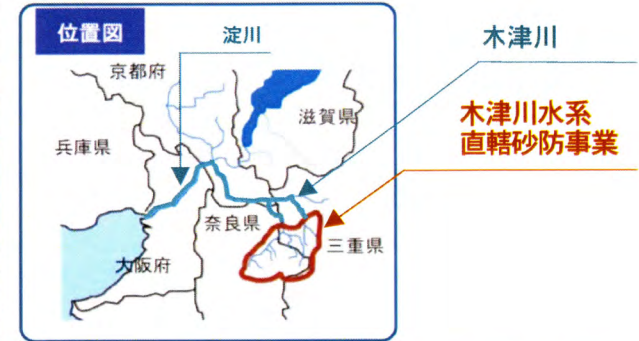 位置図
淀川
木津川
京都府
滋賀県
木津川水系
直轄砂防事業
兵庫県
奈良県
三重県
大阪府